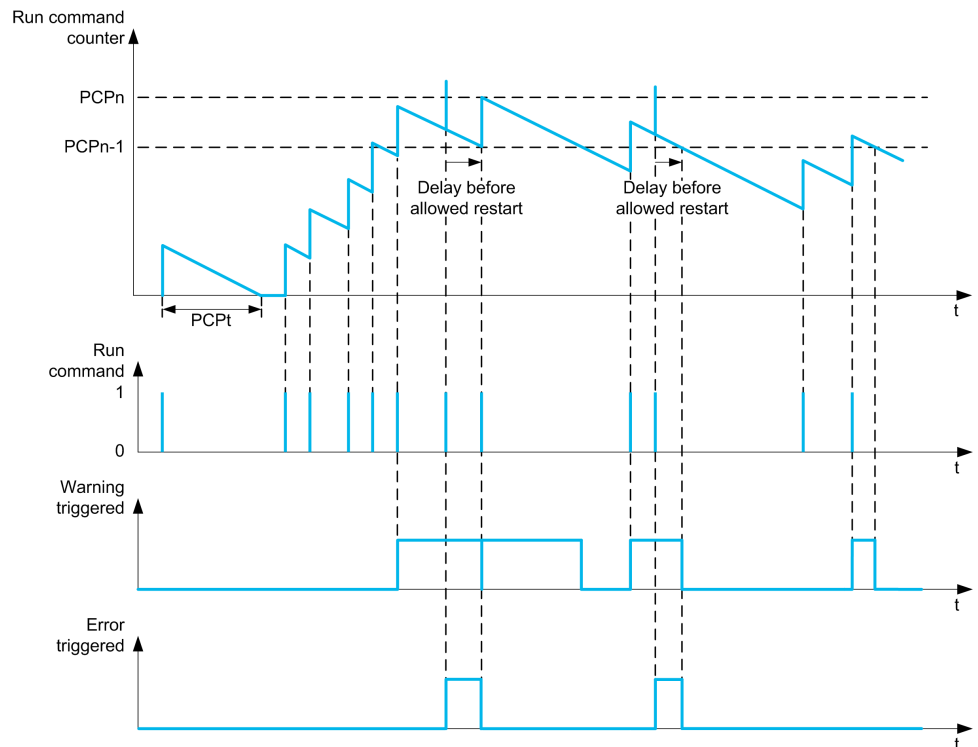 Run command
counter
PCPn
PCPn-1
Delay before
allowed restart
Delay before
allowed restart
PCPt
t
Run
command
1
0
t
Warning
triggered
t
Error
triggered
t